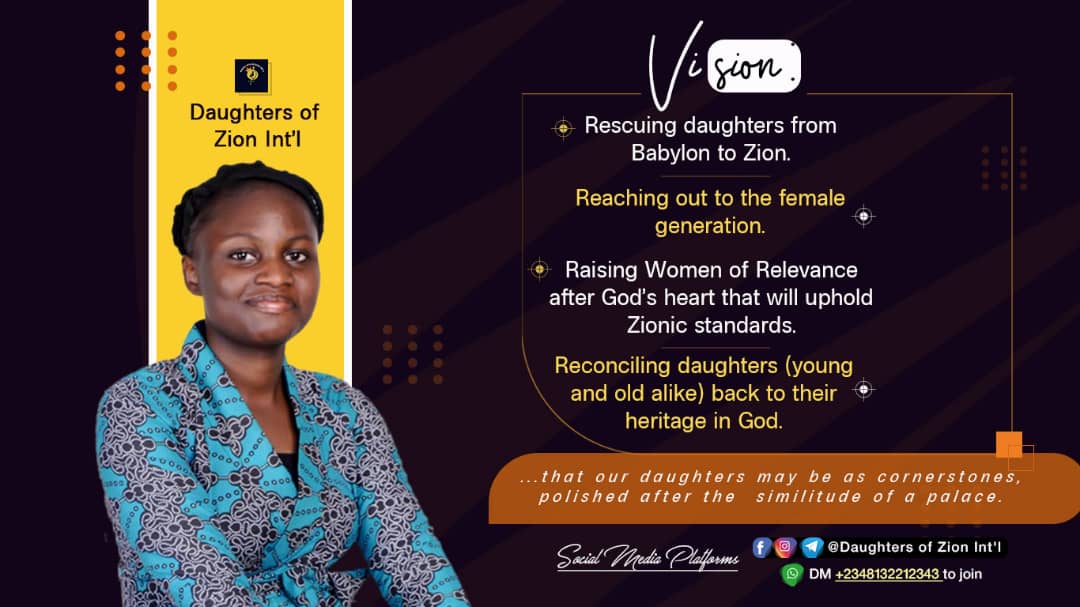 Daughters of
Zion Int'l
Vision:
Rescuing daughters from
Babylon to Zion.
Reaching out to the female
generation.
Raising Women of Relevance
after God's heart that will uphold
Zionic standards.
Reconciling daughters (young
and old alike) back to their
heritage in God.
...that our daughters may be as cornerstones,
polished after the similitude of a palace.
Social Media Platforms
@Daughters of Zion Int'l
DM +2348132212343 to join